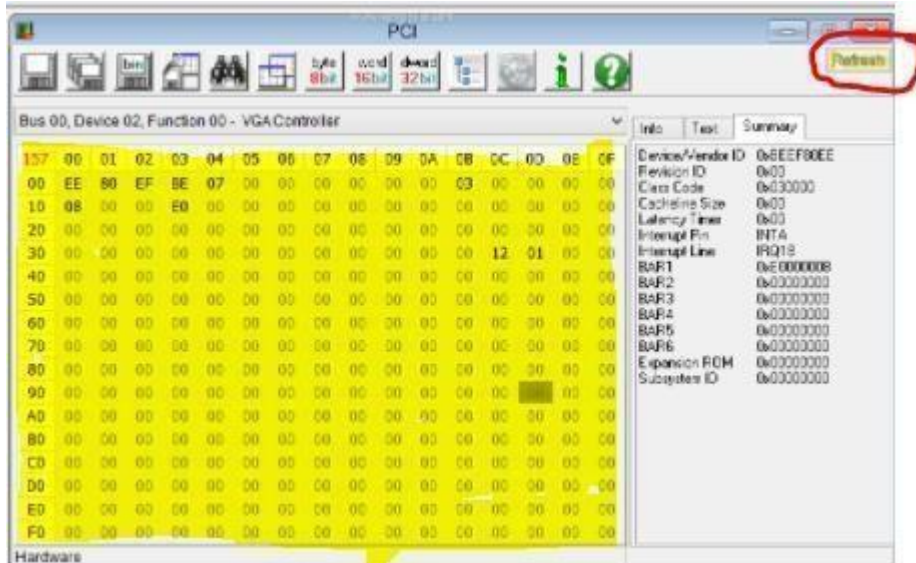 PCI
bin
byte 8bit
word 16bit
dword 32bit
Refresh
Bus 00, Device 02, Function 00 - VGA Controller
Info Text Summary
157 00 01 02 03 04 05 06 07 08 09 0A 0B 0C 0D 0E 0F
00 EE 80 EF BE 07 00 00 00 00 00 00 03 00 00 00 00
10 08 00 00 E0 00 00 00 00 00 00 00 00 00 00 00 00
20 00 00 00 00 00 00 00 00 00 00 00 00 00 00 00 00
30 00 00 00 00 00 00 00 00 00 00 00 00 12 01 00 00
40 00 00 00 00 00 00 00 00 00 00 00 00 00 00 00 00
50 00 00 00 00 00 00 00 00 00 00 00 00 00 00 00 00
60 00 00 00 00 00 00 00 00 00 00 00 00 00 00 00 00
70 00 00 00 00 00 00 00 00 00 00 00 00 00 00 00 00
80 00 00 00 00 00 00 00 00 00 00 00 00 00 00 00 00
90 00 00 00 00 00 00 00 00 00 00 00 00 00 00 00
A0 00 00 00 00 00 00 00 00 00 00 00 00 00 00 00 00
B0 00 00 00 00 00 00 00 00 00 00 00 00 00 00 00 00
C0 00 00 00 00 00 00 00 00 00 00 00 00 00 00 00 00
D0 00 00 00 00 00 00 00 00 00 00 00 00 00 00 00 00
E0 00 00 00 00 00 00 00 00 00 00 00 00 00 00 00 00
F0 00 00 00 00 00 00 00 00 00 00 00 00 00 00 00 00
Device/Vendor ID 0xBEEF80EE
Revision ID 0x00
Class Code 0x030000
Cacheline Size 0x00
Latency Timer 0x00
Interrupt Pin INTA
Interrupt Line IRQ18
BAR1 0xE0000008
BAR2 0x00000000
BAR3 0x00000000
BAR4 0x00000000
BAR5 0x00000000
BAR6 0x00000000
Expansion ROM 0x00000000
Subsystem ID 0x00000000
Hardware